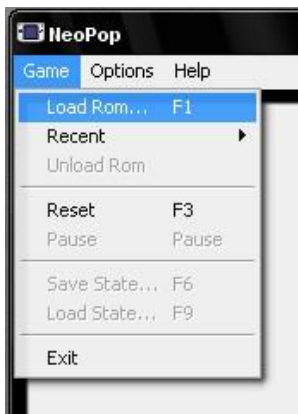 NeoPop
Game Options Help
Load Rom... F1
Recent
Unload Rom
Reset F3
Pause Pause
Save State... F6
Load State... F9
Exit